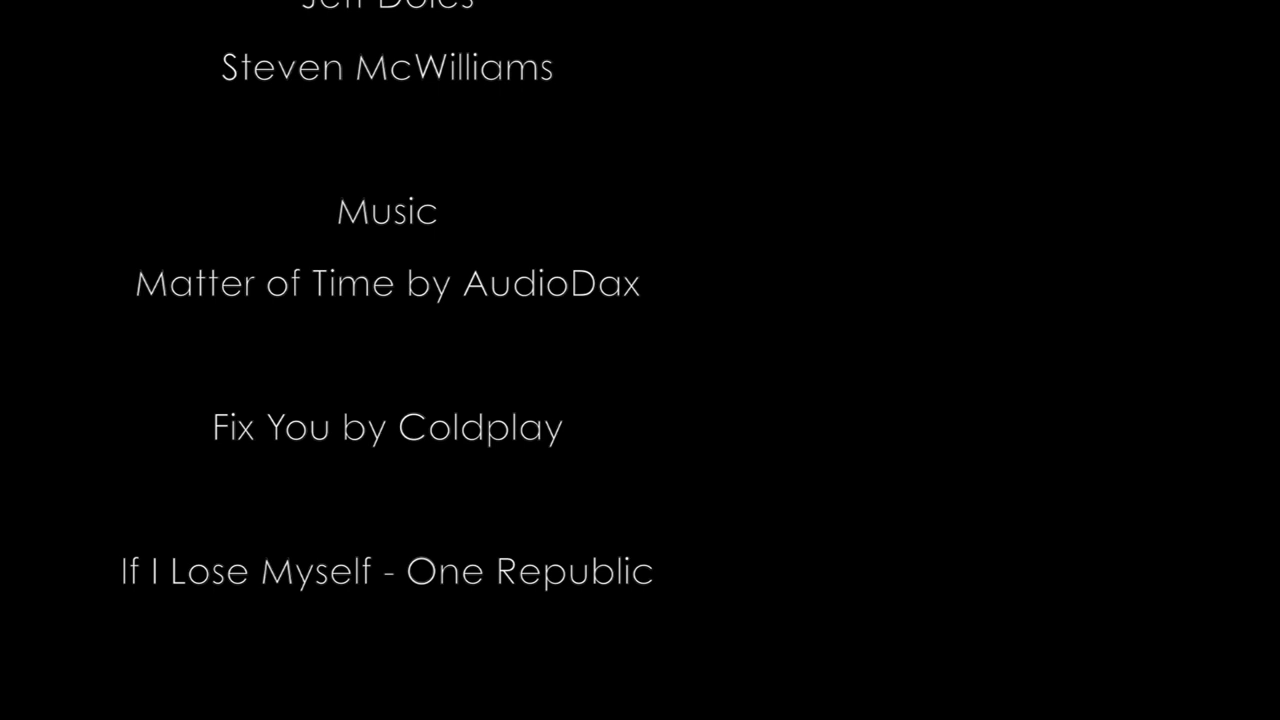 Steven McWilliams
Music
Matter of Time by AudioDax
Fix You by Coldplay
If I Lose Myself - One Republic